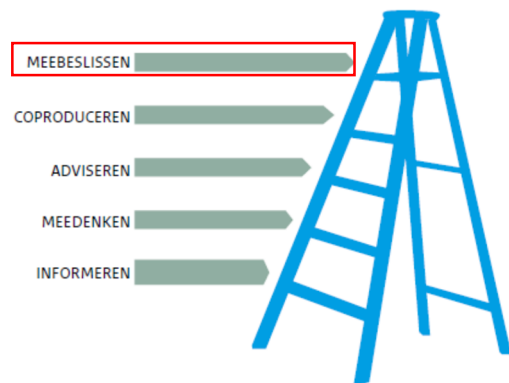 MEEBESLISSEN
COPRODUCEREN
ADVISEREN
MEEDENKEN
INFORMEREN